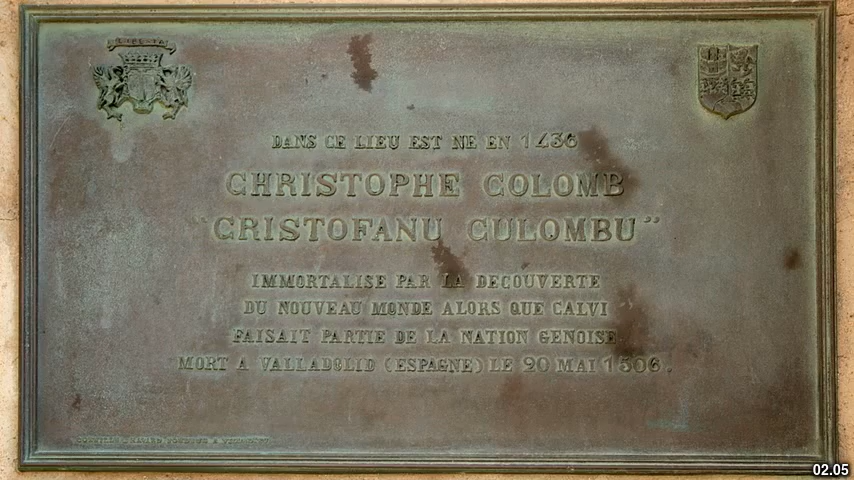 DANS CE LIEU EST NE EN 1436
CHRISTOPHE COLOMB
"CRISTOFANU CULOMBU"
IMMORTALISE PAR LA DECOUVERTE
DU NOUVEAU MONDE ALORS QUE CALVI
FAISAIT PARTIE DE LA NATION GENOISE
MORT A VALLADOLID (ESPAGNE) LE 20 MAI 1506.
02.05